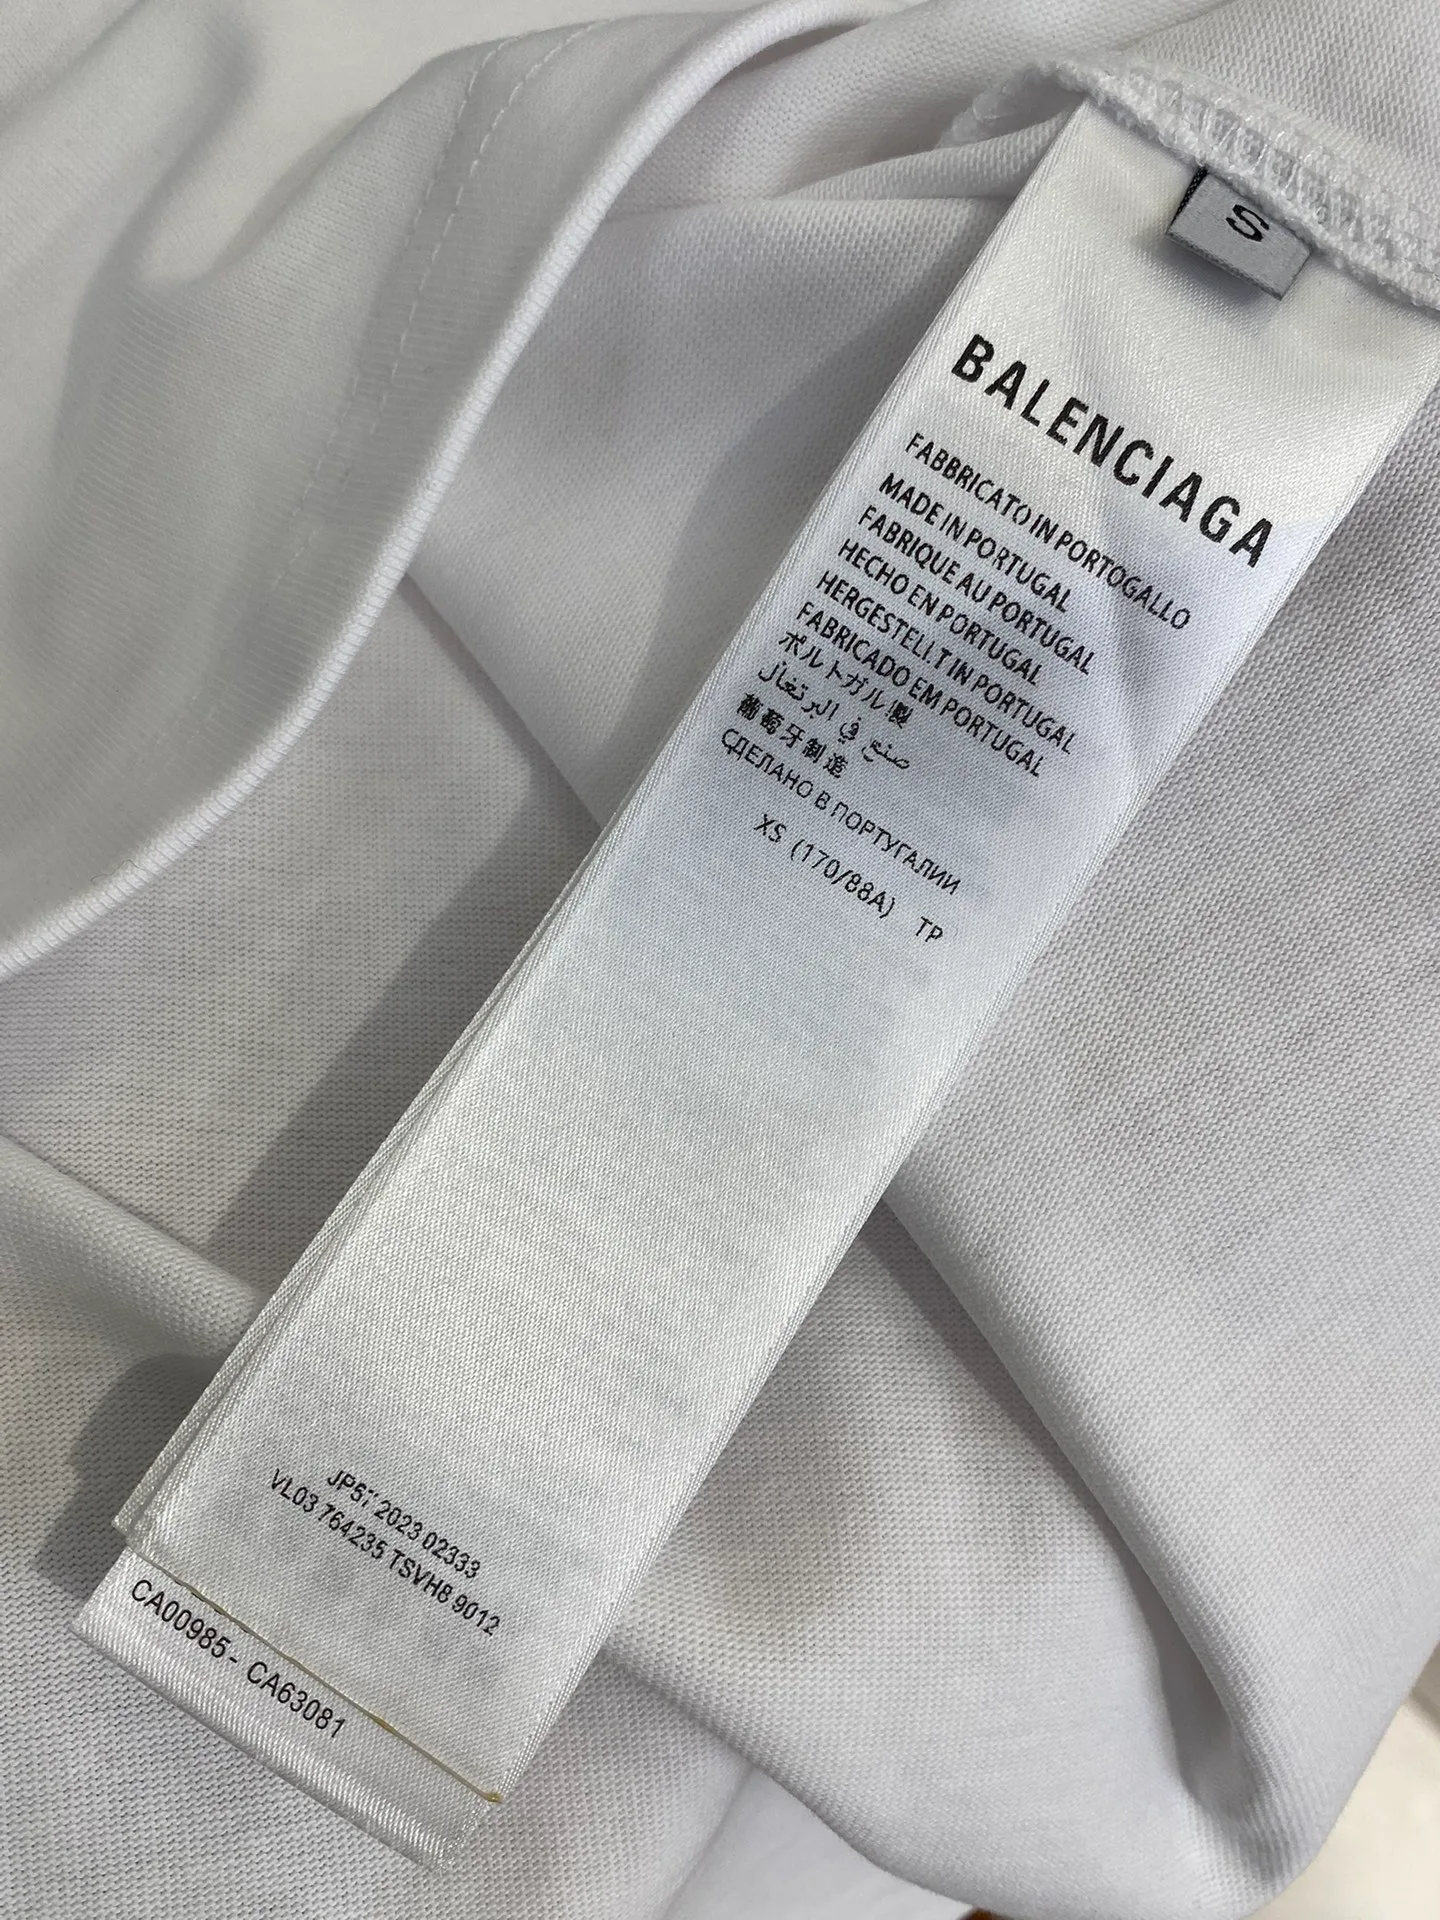 S
BALENCIAGA
FABBRICATO IN PORTOGALLO
MADE IN PORTUGAL
FABRIQUE AU PORTUGAL
HECHO EN PORTUGAL
HERGESTELLT IN PORTUGAL
FABRICADO EM PORTUGAL
ポルトガル製
صنع في البرتغال
葡萄牙制造
СДЕЛАНО В ПОРТУГАЛИИ
XS (170/88A) TP
JP5T 2023 02333
VL03 764235 TSVH8 9012
CA00985 - CA63081